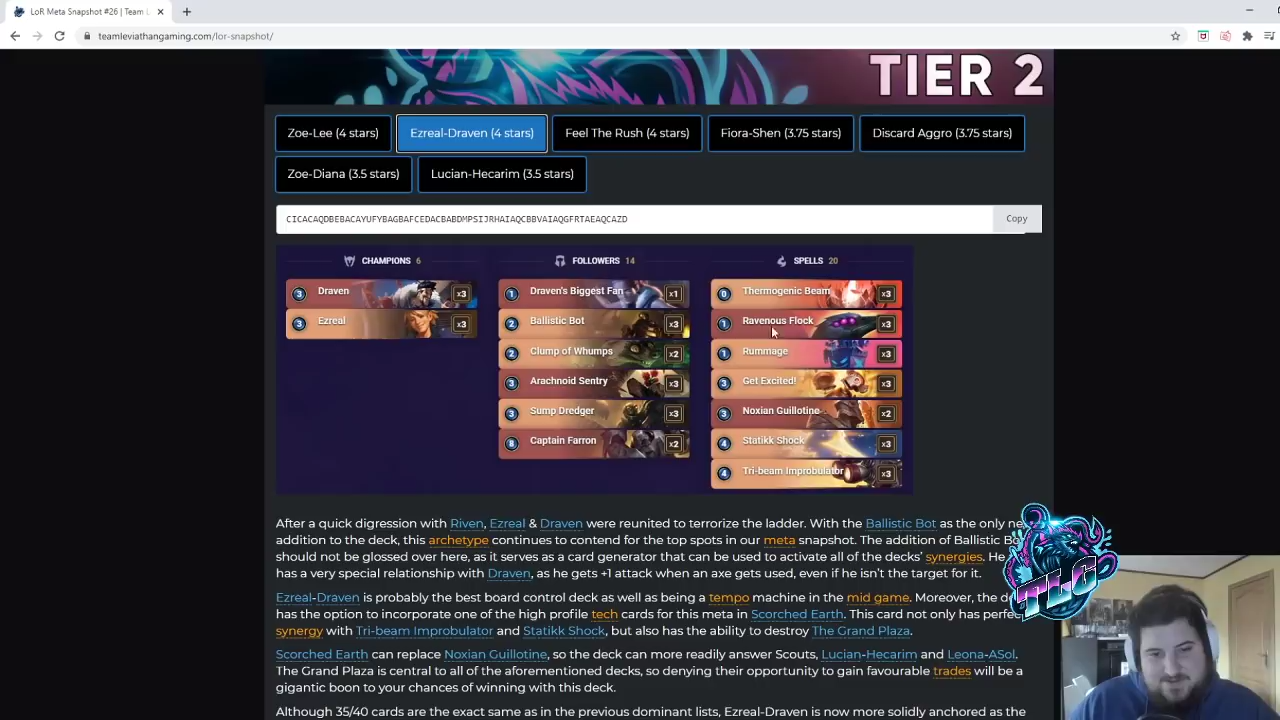 LoR Meta Snapshot #26 | Team L
teamleviathangaming.com/lor-snapshot/
TIER 2
Zoe-Lee (4 stars)
Ezreal-Draven (4 stars)
Feel The Rush (4 stars)
Fiora-Shen (3.75 stars)
Discard Aggro (3.75 stars)
Zoe-Diana (3.5 stars)
Lucian-Hecarim (3.5 stars)
CICACAQDBEBACAYUFYBAGBAFCEDACBABDMPSIJRHAIAQCBBVAIAQGFRTAEAQCAZD
Copy
CHAMPIONS 6
3 Draven x3
3 Ezreal x3
FOLLOWERS 14
1 Draven's Biggest Fan x1
2 Ballistic Bot x3
2 Clump of Whumps x2
3 Arachnoid Sentry x3
3 Sump Dredger x3
8 Captain Farron x2
SPELLS 20
0 Thermogenic Beam x3
1 Ravenous Flock x3
1 Rummage x3
3 Get Excited! x3
3 Noxian Guillotine x2
4 Statikk Shock x3
4 Tri-beam Improbulator x3
After a quick digression with Riven, Ezreal & Draven were reunited to terrorize the ladder. With the Ballistic Bot as the only ne
addition to the deck, this archetype continues to contend for the top spots in our meta snapshot. The addition of Ballistic Bo
should not be glossed over here, as it serves as a card generator that can be used to activate all of the decks' synergies. He
has a very special relationship with Draven, as he gets +1 attack when an axe gets used, even if he isn't the target for it.
Ezreal-Draven is probably the best board control deck as well as being a tempo machine in the mid game. Moreover, the d
has the option to incorporate one of the high profile tech cards for this meta in Scorched Earth. This card not only has perfec
synergy with Tri-beam Improbulator and Statikk Shock, but also has the ability to destroy The Grand Plaza.
Scorched Earth can replace Noxian Guillotine, so the deck can more readily answer Scouts, Lucian-Hecarim and Leona-ASol.
The Grand Plaza is central to all of the aforementioned decks, so denying their opportunity to gain favourable trades will be a
gigantic boon to your chances of winning with this deck.
Although 35/40 cards are the exact same as in the previous dominant lists, Ezreal-Draven is now more solidly anchored as the
TLG